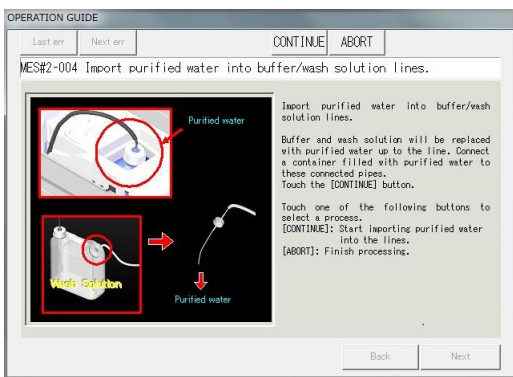 OPERATION GUIDE
Last err Next err CONTINUE ABORT
MES#2-004 Import purified water into buffer/wash solution lines.
Purified water
Wash Solution
Purified water
Import purified water into buffer/wash
solution lines.
Buffer and wash solution will be replaced
with purified water up to the line. Connect
a container filled with purified water to
these connected pipes.
Touch the [CONTINUE] button.
Touch one of the following buttons to
select a process.
[CONTINUE]: Start importing purified water
into the lines.
[ABORT]: Finish processing.
Back Next